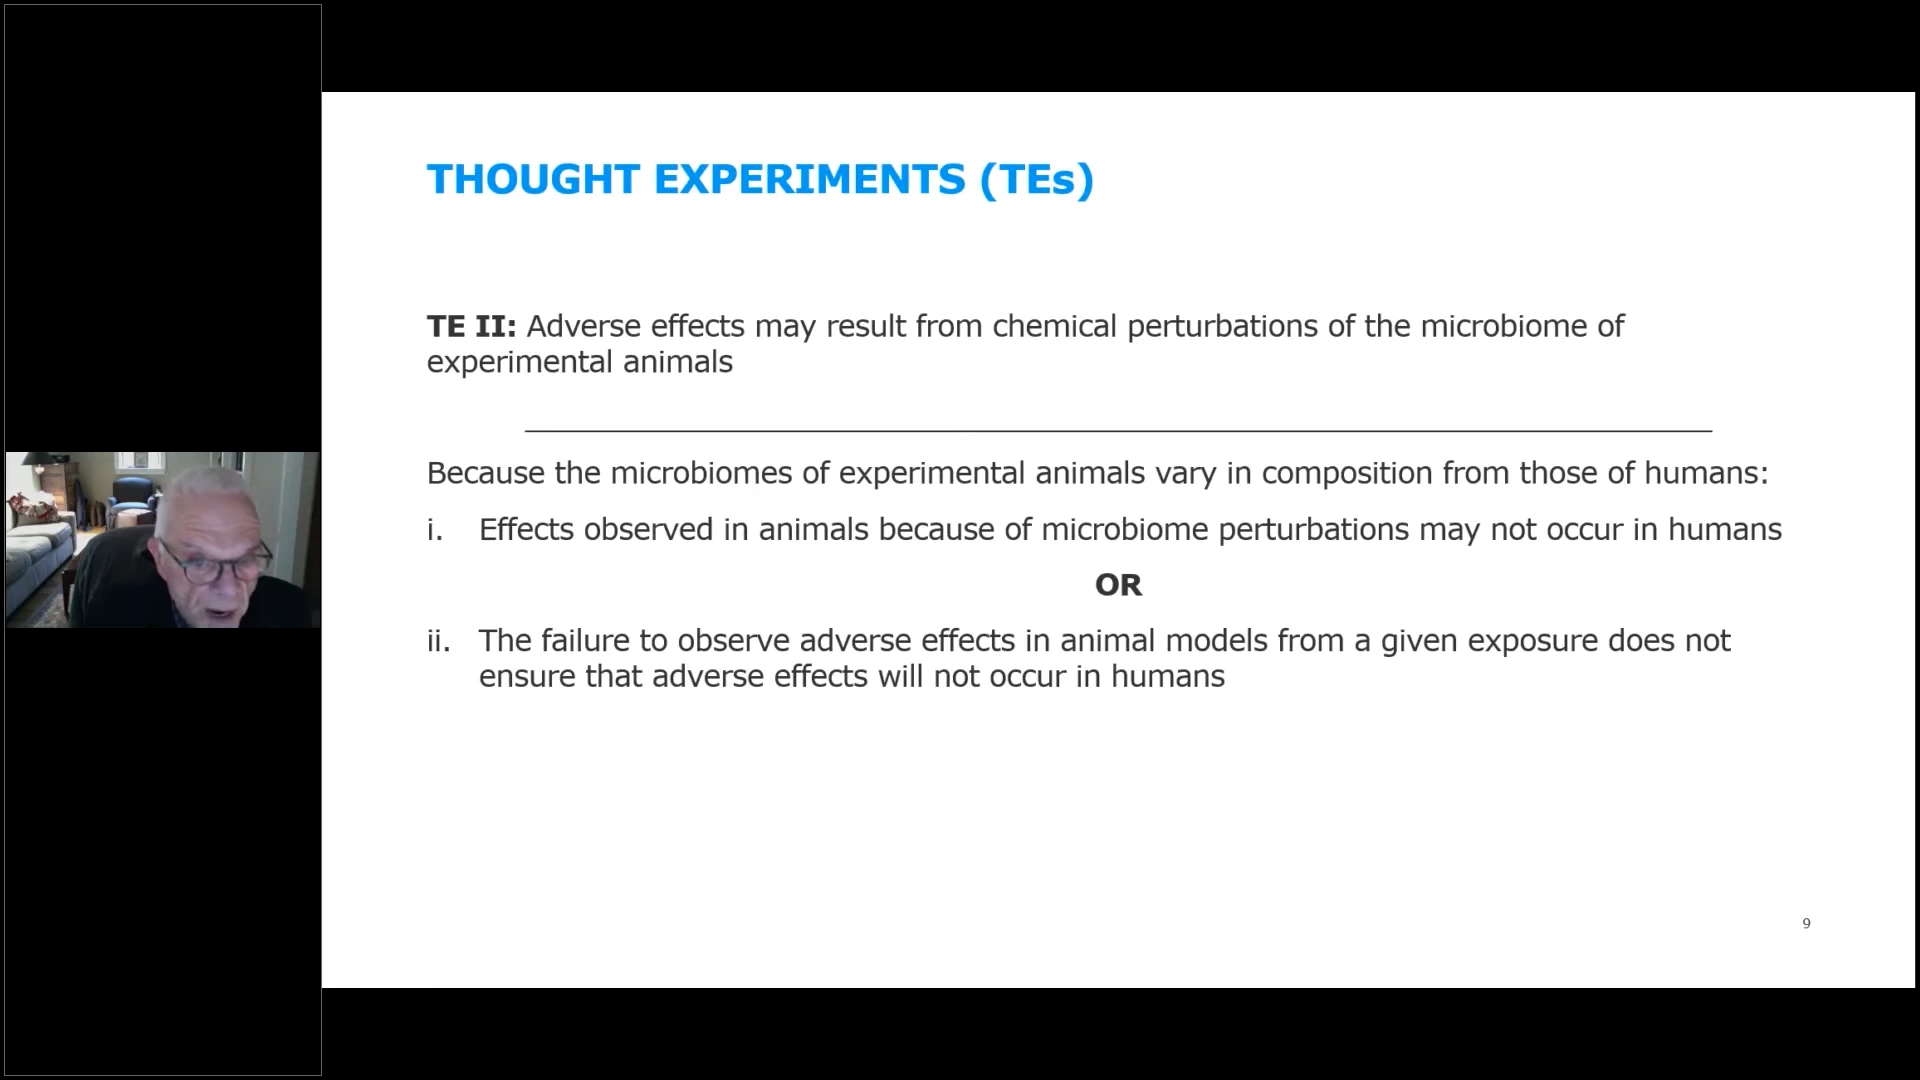 THOUGHT EXPERIMENTS (TEs)
TE II: Adverse effects may result from chemical perturbations of the microbiome of
experimental animals
Because the microbiomes of experimental animals vary in composition from those of humans:
i. Effects observed in animals because of microbiome perturbations may not occur in humans
OR
ii. The failure to observe adverse effects in animal models from a given exposure does not
ensure that adverse effects will not occur in humans
9